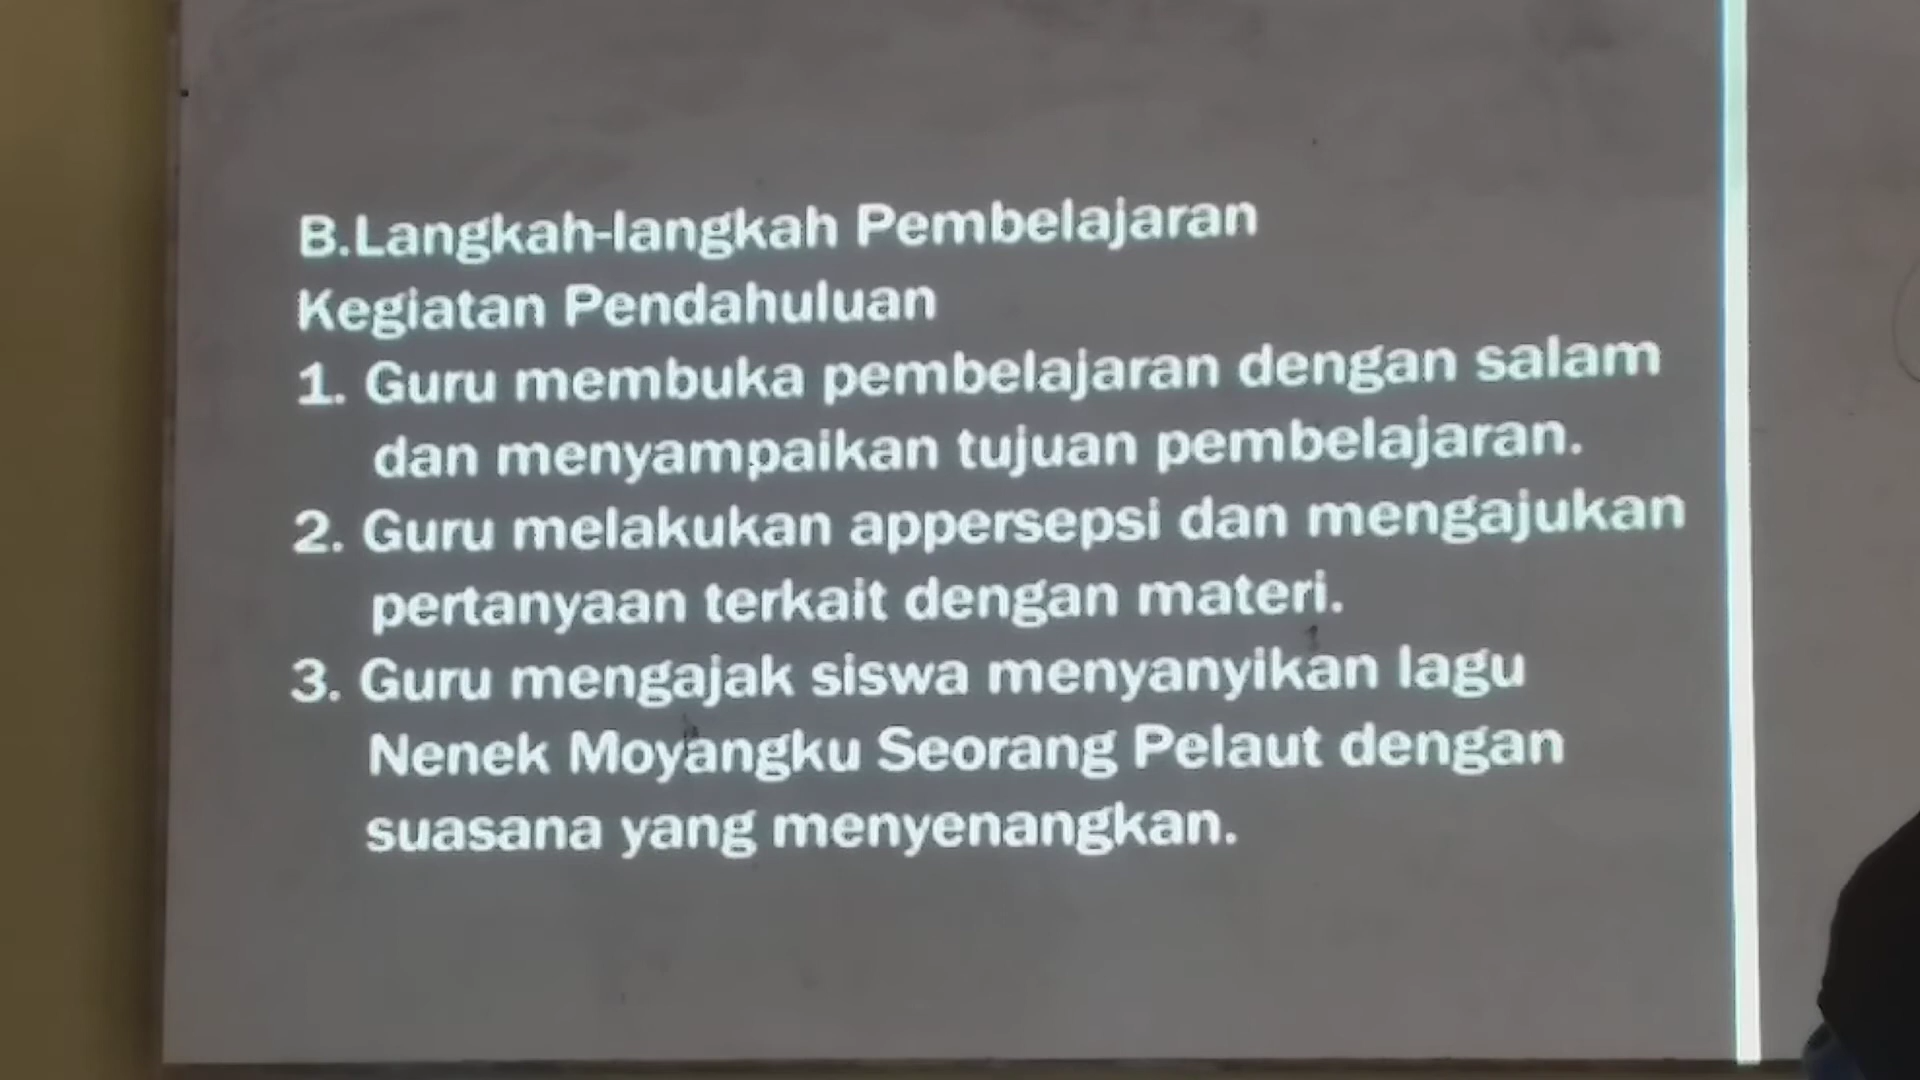 B.Langkah-langkah Pembelajaran
Kegiatan Pendahuluan
1. Guru membuka pembelajaran dengan salam
dan menyampaikan tujuan pembelajaran.
2. Guru melakukan appersepsi dan mengajukan
pertanyaan terkait dengan materi.
3. Guru mengajak siswa menyanyikan lagu
Nenek Moyangku Seorang Pelaut dengan
suasana yang menyenangkan.